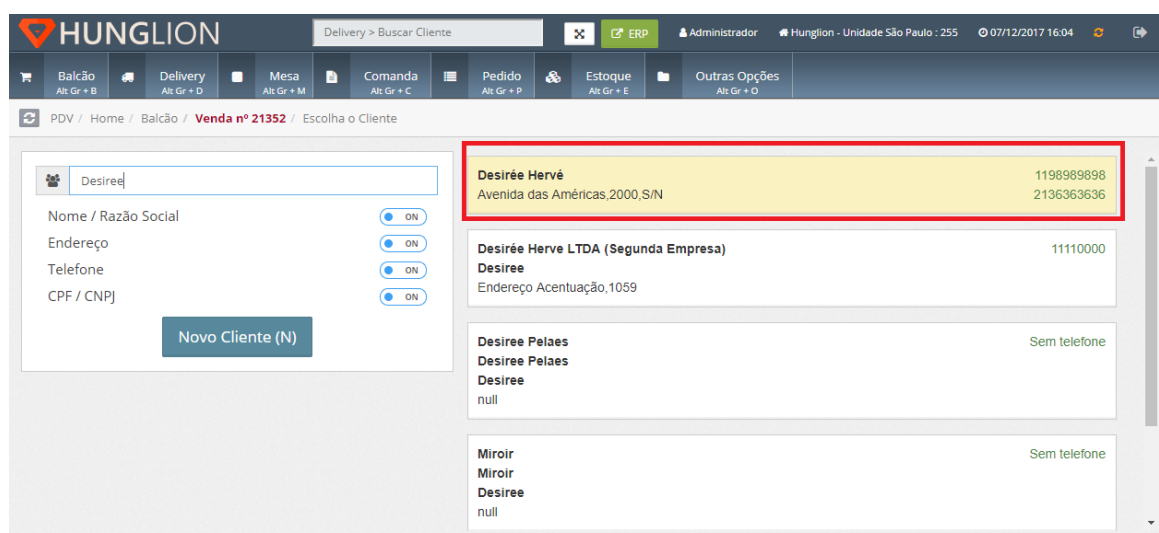 HUNGLION
Delivery > Buscar Cliente
ERP
Administrador
Hunglion - Unidade São Paulo : 255
07/12/2017 16:04
Balcão
Alt Gr + B
Delivery
Alt Gr + D
Mesa
Alt Gr + M
Comanda
Alt Gr + C
Pedido
Alt Gr + P
Estoque
Alt Gr + E
Outras Opções
Alt Gr + O
PDV / Home / Balcão / Venda nº 21352 / Escolha o Cliente
Desiree
Nome / Razão Social ON
Endereço ON
Telefone ON
CPF / CNPJ ON
Novo Cliente (N)
Desirée Hervé 1198989898
Avenida das Américas,2000,S/N 2136363636
Desirée Herve LTDA (Segunda Empresa) 11110000
Desiree
Endereço Acentuação,1059
Desiree Pelaes Sem telefone
Desiree Pelaes
Desiree
null
Miroir Sem telefone
Miroir
Desiree
null